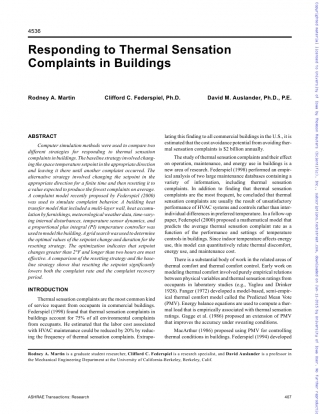 4536
Responding to Thermal Sensation
Complaints in Buildings
Rodney A. Martin Clifford C. Federspiel, Ph.D. David M. Auslander, Ph.D., P.E.
ABSTRACT
Computer simulation methods were used to compare two
different strategies for responding to thermal sensation
complaints in buildings. The baseline strategy involved chang-
ing the space temperature setpoint in the appropriate direction
and leaving it there until another complaint occurred. The
alternative strategy involved changing the setpoint in the
appropriate direction for a finite time and then resetting it to
a value expected to produce the fewest complaints on average.
A complaint model recently proposed by Federspiel (2000)
was used to simulate complaint behavior. A building heat
transfer model that included a multi-layer wall, heat accumula-
tion by furnishings, meteorological weather data, time-vary-
ing internal disturbances, temperature sensor dynamics, and
a proportional plus integral (PI) temperature controller was
used to model the building. A grid search was used to determine
the optimal values of the setpoint change and duration for the
resetting strategy. The optimization indicates that setpoint
changes greater than 2°F and longer than two hours are most
effective. A comparison of the resetting strategy and the base-
line strategy shows that resetting the setpoint significantly
lowers both the complaint rate and the complaint recovery
period.
INTRODUCTION
Thermal sensation complaints are the most common kind
of service request from occupants in commercial buildings.
Federspiel (1998) found that thermal sensation complaints in
buildings account for 75% of all environmental complaints
from occupants. He estimated that the labor cost associated
with HVAC maintenance could be reduced by 20% by reduc-
ing the frequency of thermal sensation complaints. Extrapo-
lating this finding to all commercial buildings in the U.S., it is
estimated that the cost avoidance potential from avoiding ther-
mal sensation complaints is $2 billion annually.
The study of thermal sensation complaints and their effect
on operation, maintenance, and energy use in buildings is a
new area of research. Federspiel (1998) performed an empir-
ical analysis of two large maintenance databases containing a
variety of information, including thermal sensation
complaints. In addition to finding that thermal sensation
complaints are the most frequent, he concluded that thermal
sensation complaints are usually the result of unsatisfactory
performance of HVAC systems and controls rather than inter-
individual differences in preferred temperature. In a follow-up
paper, Federspiel (2000) proposed a mathematical model that
predicts the average thermal sensation complaint rate as a
function of the performance and settings of temperature
controls in buildings. Since indoor temperature affects energy
use, this model can quantitatively relate thermal discomfort,
energy use, and maintenance cost.
There is a substantial body of work in the related areas of
thermal comfort and thermal comfort control. Early work on
modeling thermal comfort involved purely empirical relations
between physical variables and thermal sensation ratings from
occupants in laboratory studies (e.g., Yaglou and Drinker
1928). Fanger (1972) developed a model-based, semi-empir-
ical thermal comfort model called the Predicted Mean Vote
(PMV). Energy balance equations are used to compute a ther-
mal load that is empirically associated with thermal sensation
ratings. Gagge et al. (1986) proposed an extension of PMV
that improves the accuracy under sweating conditions.
MacArthur (1986) proposed using PMV for controlling
thermal conditions in buildings. Federspiel (1994) developed
Rodney A. Martin is a graduate student researcher, Clifford C. Federspiel is a research specialist, and David Auslander is a professor in
the Mechanical Engineering Department at the University of California-Berkeley, Berkeley, Calif.
ASHRAE Transactions: Research 407